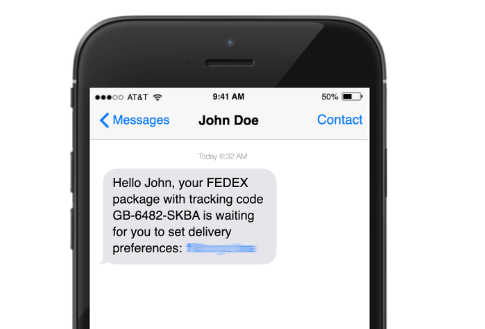 AT&T 9:41 AM 50%
Messages John Doe Contact
Today 8:32 AM
Hello John, your FEDEX
package with tracking code
GB-6482-SKBA is waiting
for you to set delivery
preferences: